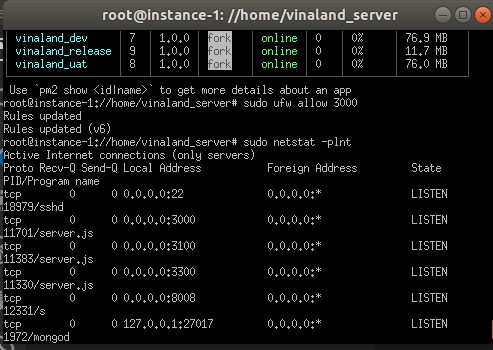 root@instance-1: //home/vinaland_server
vinaland_dev 7 1.0.0 fork online 0 0% 76.9 MB
vinaland_release 9 1.0.0 fork online 0 0% 11.7 MB
vinaland_uat 8 1.0.0 fork online 0 0% 76.0 MB
Use `pm2 show <id|name>` to get more details about an app
root@instance-1://home/vinaland_server# sudo ufw allow 3000
Rules updated
Rules updated (v6)
root@instance-1://home/vinaland_server# sudo netstat -plnt
Active Internet connections (only servers)
Proto Recv-Q Send-Q Local Address Foreign Address State
PID/Program name
tcp 0 0 0.0.0.0:22 0.0.0.0:* LISTEN
18979/sshd
tcp 0 0 0.0.0.0:3000 0.0.0.0:* LISTEN
11701/server.js
tcp 0 0 0.0.0.0:3100 0.0.0.0:* LISTEN
11383/server.js
tcp 0 0 0.0.0.0:3300 0.0.0.0:* LISTEN
11330/server.js
tcp 0 0 0.0.0.0:8008 0.0.0.0:* LISTEN
12331/s
tcp 0 0 127.0.0.1:27017 0.0.0.0:* LISTEN
1972/mongod